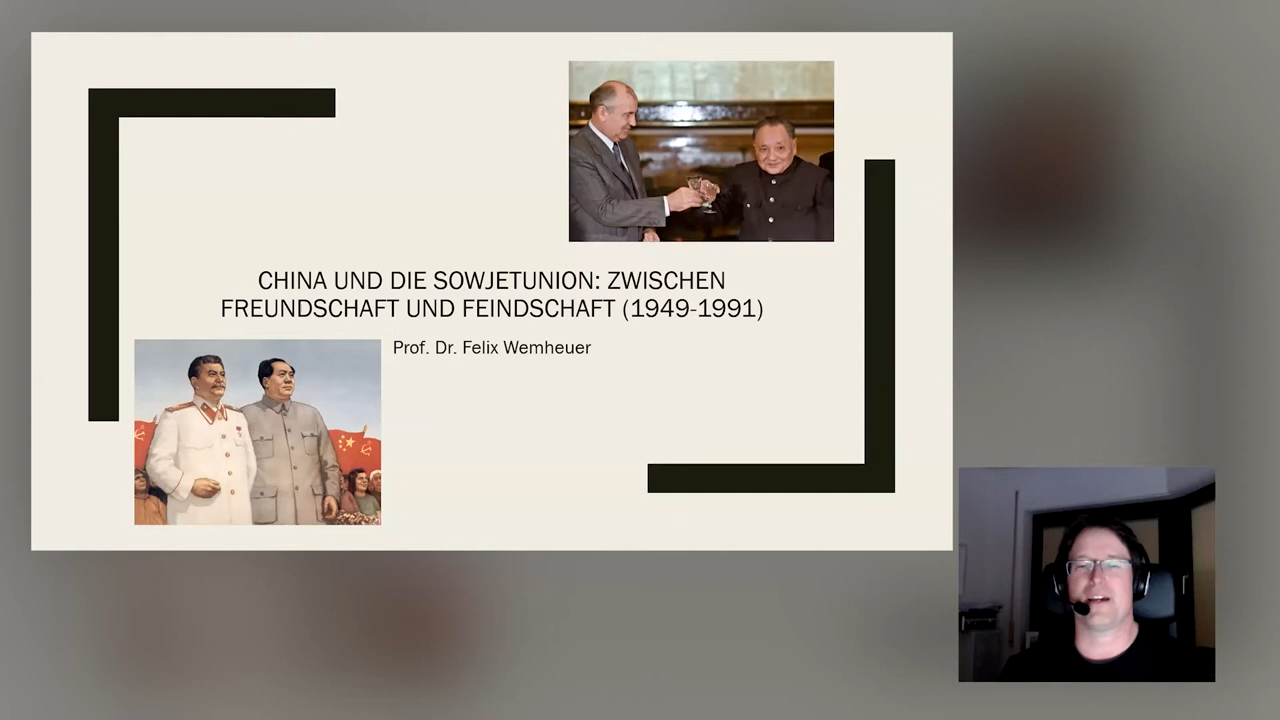 CHINA UND DIE SOWJETUNION: ZWISCHEN
FREUNDSCHAFT UND FEINDSCHAFT (1949-1991)
Prof. Dr. Felix Wemheuer